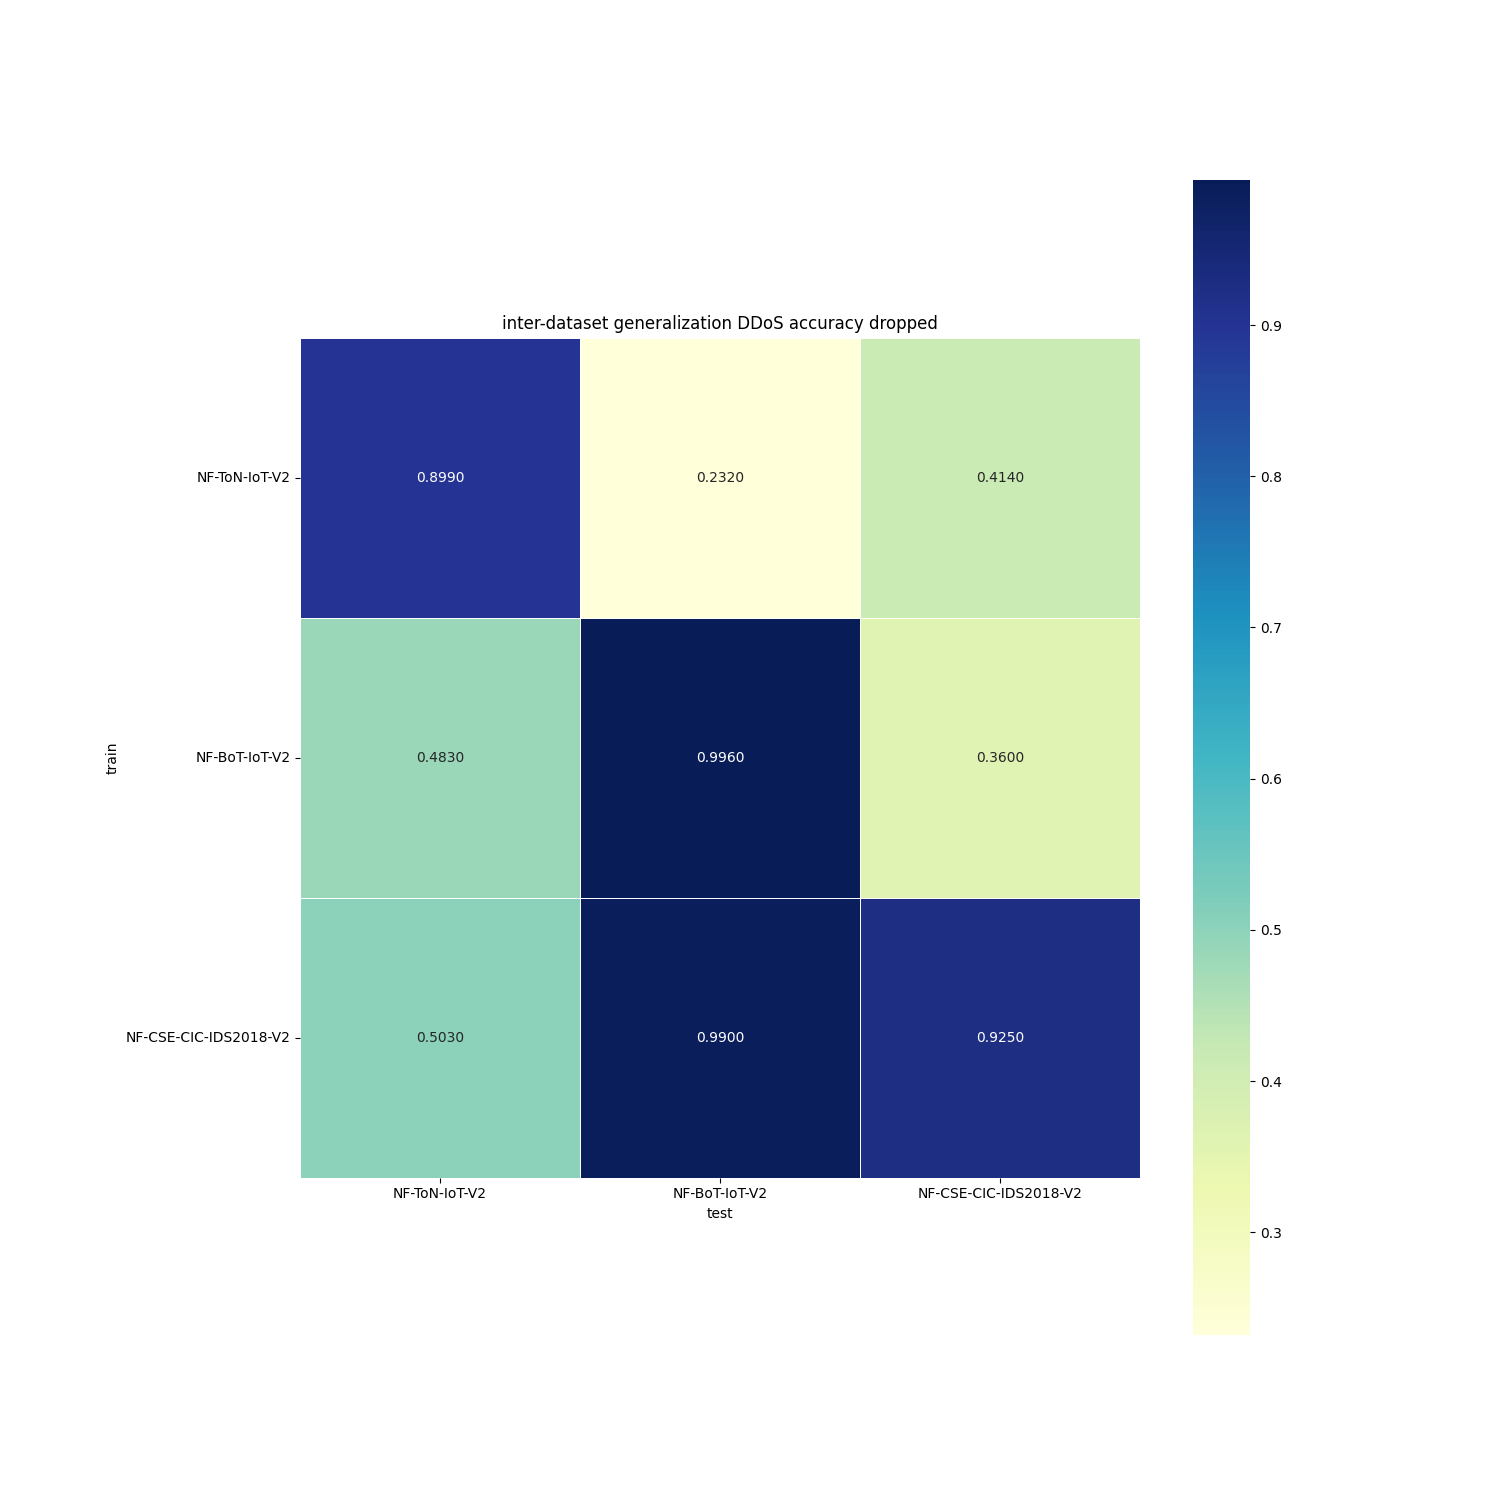 inter-dataset generalization DDoS accuracy dropped
train
NF-ToN-IoT-V2
0.8990
0.2320
0.4140
NF-BoT-IoT-V2
0.4830
0.9960
0.3600
NF-CSE-CIC-IDS2018-V2
0.5030
0.9900
0.9250
NF-ToN-IoT-V2
NF-BoT-IoT-V2
NF-CSE-CIC-IDS2018-V2
test
0.9
0.8
0.7
0.6
0.5
0.4
0.3